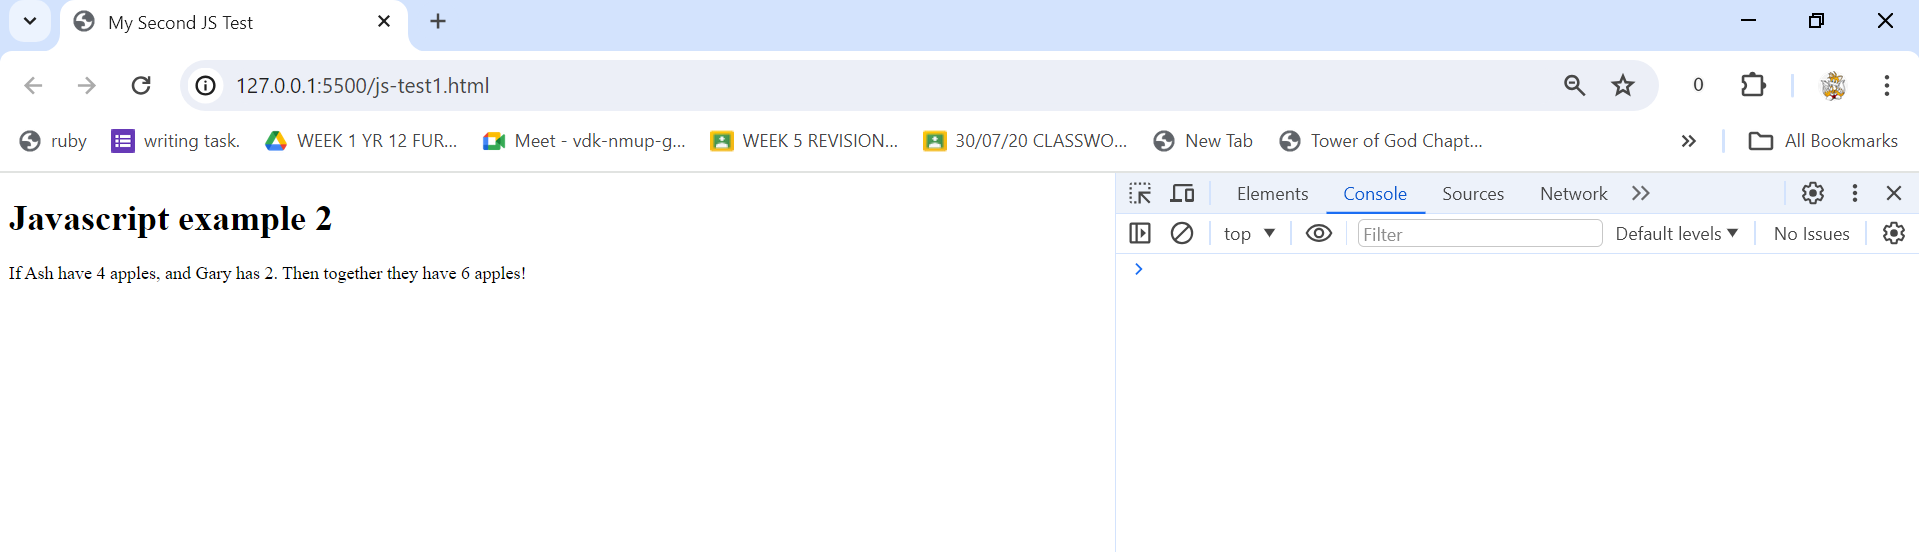 My Second JS Test
127.0.0.1:5500/js-test1.html
0
ruby writing task. WEEK 1 YR 12 FUR... Meet - vdk-nmup-g... WEEK 5 REVISION... 30/07/20 CLASSWO... New Tab Tower of God Chapt... All Bookmarks
Elements Console Sources Network
top Filter Default levels No Issues
Javascript example 2
If Ash have 4 apples, and Gary has 2. Then together they have 6 apples!